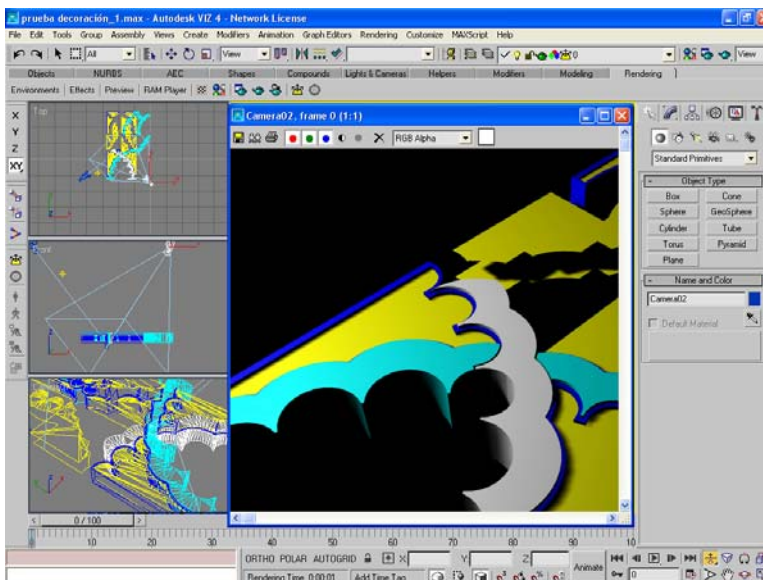 prueba decoración_1.max - Autodesk VIZ 4 - Network License
File Edit Tools Group Assembly Views Create Modifiers Animation Graph Editors Rendering Customize MAXScript Help
All View View
Objects NURBS AEC Shapes Compounds Lights & Cameras Helpers Modifiers Modeling Rendering
Environments Effects Preview RAM Player
X
Y
Z
XY
Top
Front
Camera02, frame 0 (1:1)
RGB Alpha
Standard Primitives
- Object Type
Box Cone
Sphere GeoSphere
Cylinder Tube
Torus Pyramid
Plane
- Name and Color
Camera02
Default Material
< 0 / 100 >
10 20 30 40 50 60 70 80 90 10
ORTHO POLAR AUTOGRID X: Y: Z: Animate
Rendering Time 0:00:01 Add Time Tag 0